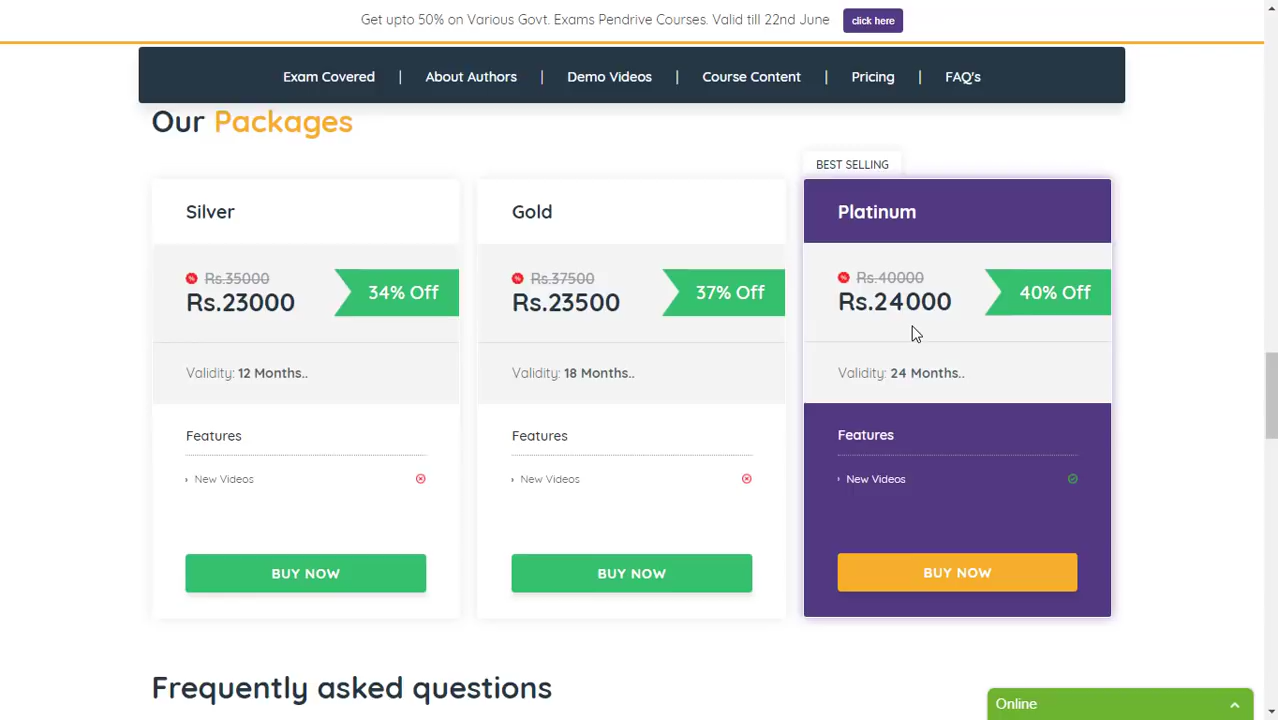 Get upto 50% on Various Govt. Exams Pendrive Courses. Valid till 22nd June click here
Exam Covered | About Authors | Demo Videos | Course Content | Pricing | FAQ's
Our Packages
BEST SELLING
Silver
Rs.35000
Rs.23000
34% Off
Validity: 12 Months..
Features
New Videos
BUY NOW
Gold
Rs.37500
Rs.23500
37% Off
Validity: 18 Months..
Features
New Videos
BUY NOW
Platinum
Rs.40000
Rs.24000
40% Off
Validity: 24 Months..
Features
New Videos
BUY NOW
Frequently asked questions
Online